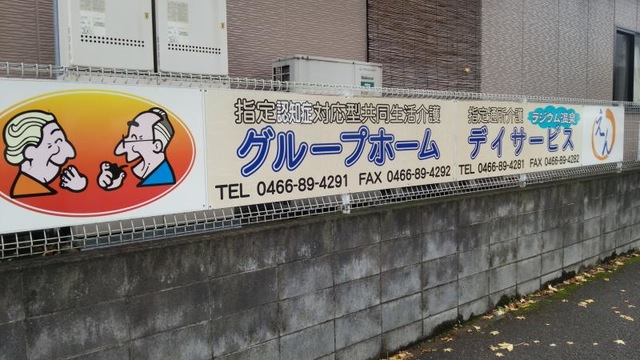 指定認知症対応型共同生活介護
グループホーム
TEL 0466-89-4291 FAX 0466-89-4292
指定通所介護
ラジウム温泉
デイサービス
TEL 0466-89-4281 FAX 0466-89-4282
えん